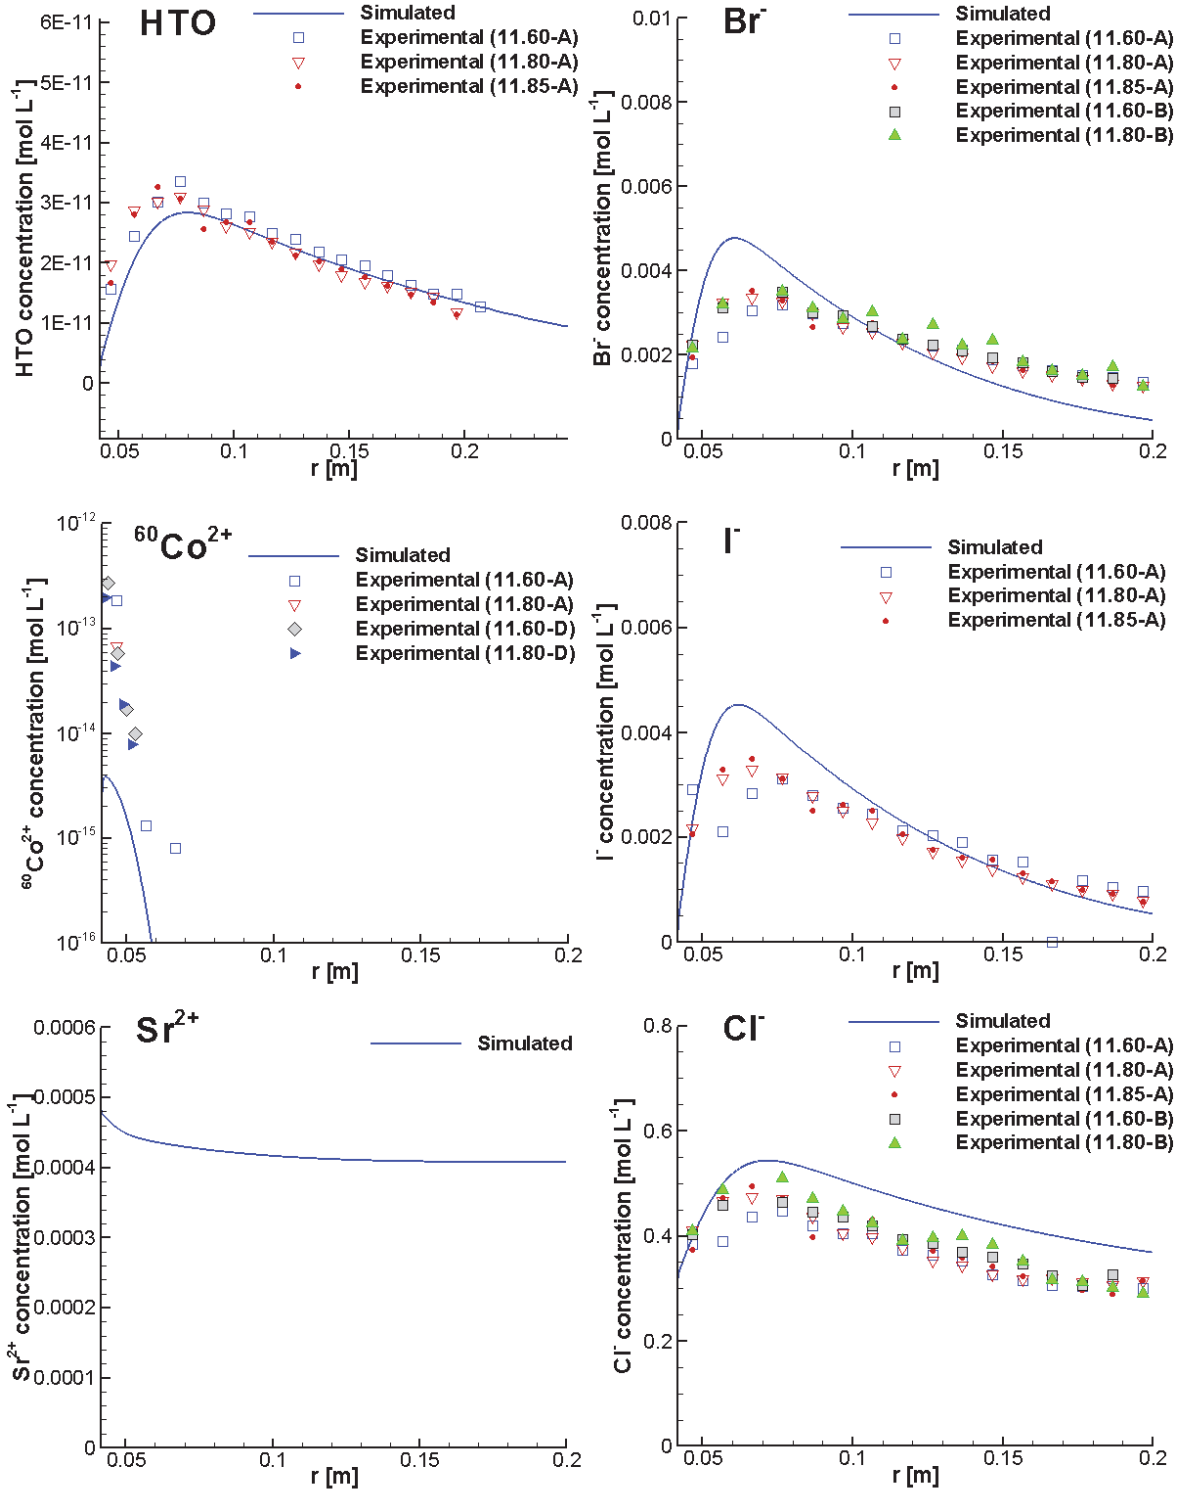 HTO
Simulated
Experimental (11.60-A)
Experimental (11.80-A)
Experimental (11.85-A)
HTO concentration [mol L⁻¹]
6E-11
5E-11
4E-11
3E-11
2E-11
1E-11
0
0.05 0.1 0.15 0.2
r [m]
Br⁻
Simulated
Experimental (11.60-A)
Experimental (11.80-A)
Experimental (11.85-A)
Experimental (11.60-B)
Experimental (11.80-B)
Br⁻ concentration [mol L⁻¹]
0.01
0.008
0.006
0.004
0.002
0
0.05 0.1 0.15 0.2
r [m]
⁶⁰Co²⁺
Simulated
Experimental (11.60-A)
Experimental (11.80-A)
Experimental (11.60-D)
Experimental (11.80-D)
⁶⁰Co²⁺ concentration [mol L⁻¹]
10⁻¹²
10⁻¹³
10⁻¹⁴
10⁻¹⁵
10⁻¹⁶
0.05 0.1 0.15 0.2
r [m]
I⁻
Simulated
Experimental (11.60-A)
Experimental (11.80-A)
Experimental (11.85-A)
I⁻ concentration [mol L⁻¹]
0.008
0.006
0.004
0.002
0
0.05 0.1 0.15 0.2
r [m]
Sr²⁺
Simulated
Sr²⁺ concentration [mol L⁻¹]
0.0006
0.0005
0.0004
0.0003
0.0002
0.0001
0
0.05 0.1 0.15 0.2
r [m]
Cl⁻
Simulated
Experimental (11.60-A)
Experimental (11.80-A)
Experimental (11.85-A)
Experimental (11.60-B)
Experimental (11.80-B)
Cl⁻ concentration [mol L⁻¹]
0.8
0.6
0.4
0.2
0
0.05 0.1 0.15 0.2
r [m]